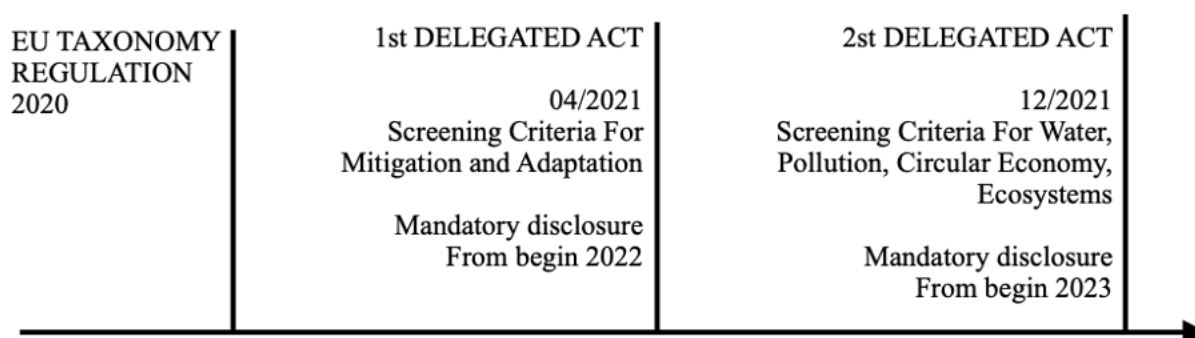 EU TAXONOMY
REGULATION
2020
1st DELEGATED ACT
04/2021
Screening Criteria For
Mitigation and Adaptation
Mandatory disclosure
From begin 2022
2st DELEGATED ACT
12/2021
Screening Criteria For Water,
Pollution, Circular Economy,
Ecosystems
Mandatory disclosure
From begin 2023